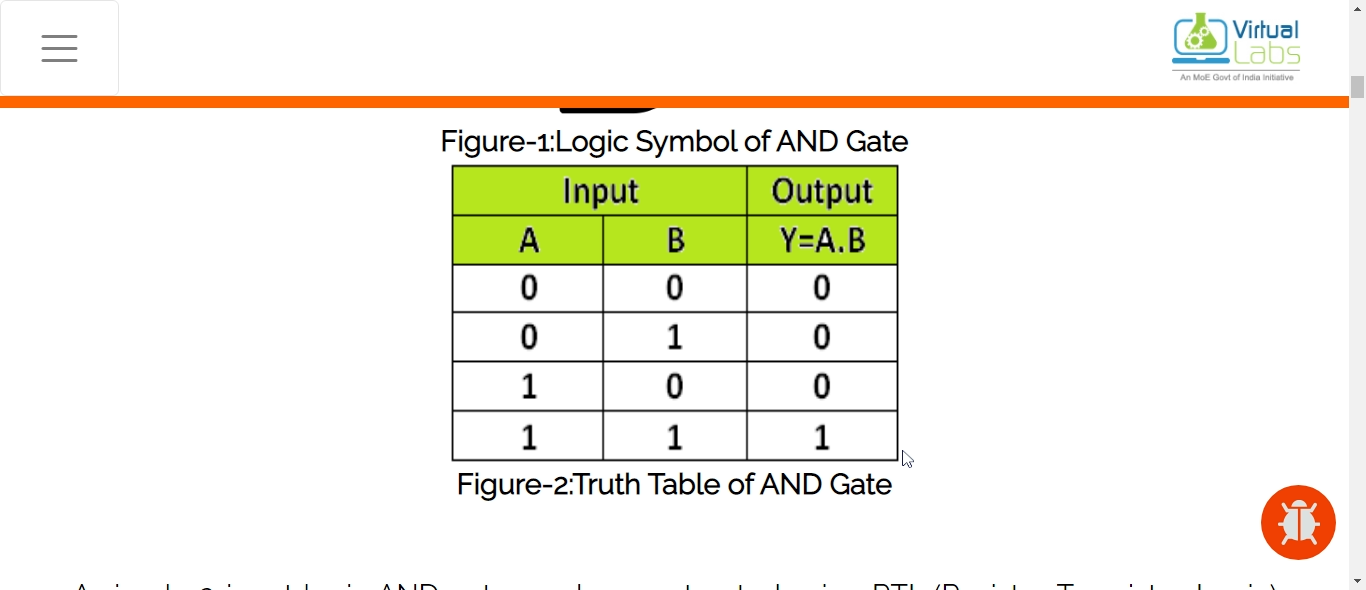 Virtual
Labs
An MoE Govt of India Initiative
Figure-1:Logic Symbol of AND Gate
Input Output
A B Y=A.B
0 0 0
0 1 0
1 0 0
1 1 1
Figure-2:Truth Table of AND Gate